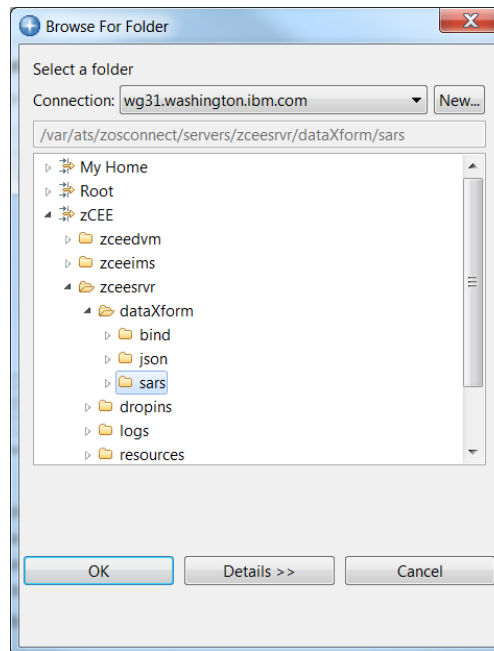 Browse For Folder
Select a folder
Connection: wg31.washington.ibm.com New...
/var/ats/zosconnect/servers/zceesrvr/dataXform/sars
My Home
Root
zCEE
zceedvm
zceeims
zceesrvr
dataXform
bind
json
sars
dropins
logs
resources
OK Details >> Cancel